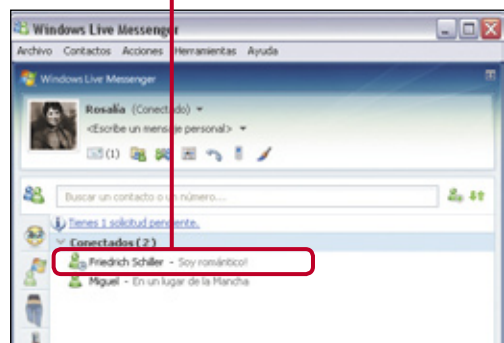 Windows Live Messenger
Archivo Contactos Acciones Herramientas Ayuda
Windows Live Messenger
Rosalía (Conectado)
<Escribe un mensaje personal>
(1)
Buscar un contacto o un número...
Tienes 1 solicitud pendiente.
Conectados (2)
Friedrich Schiller - Soy romántico!
Miguel - En un lugar de la Mancha